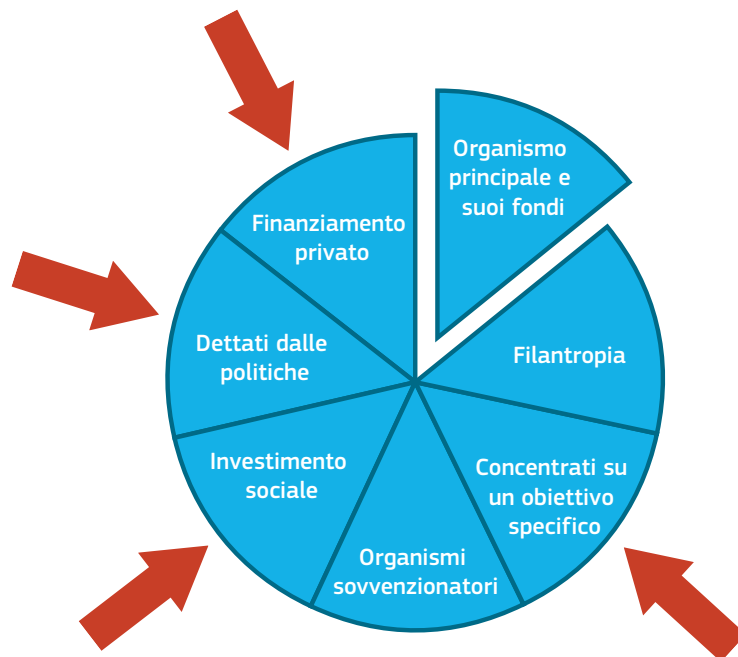 Organismo
principale e
suoi fondi
Finanziamento
privato
Dettati dalle
politiche
Filantropia
Investimento
sociale
Concentrati su
un obiettivo
specifico
Organismi
sovvenzionatori